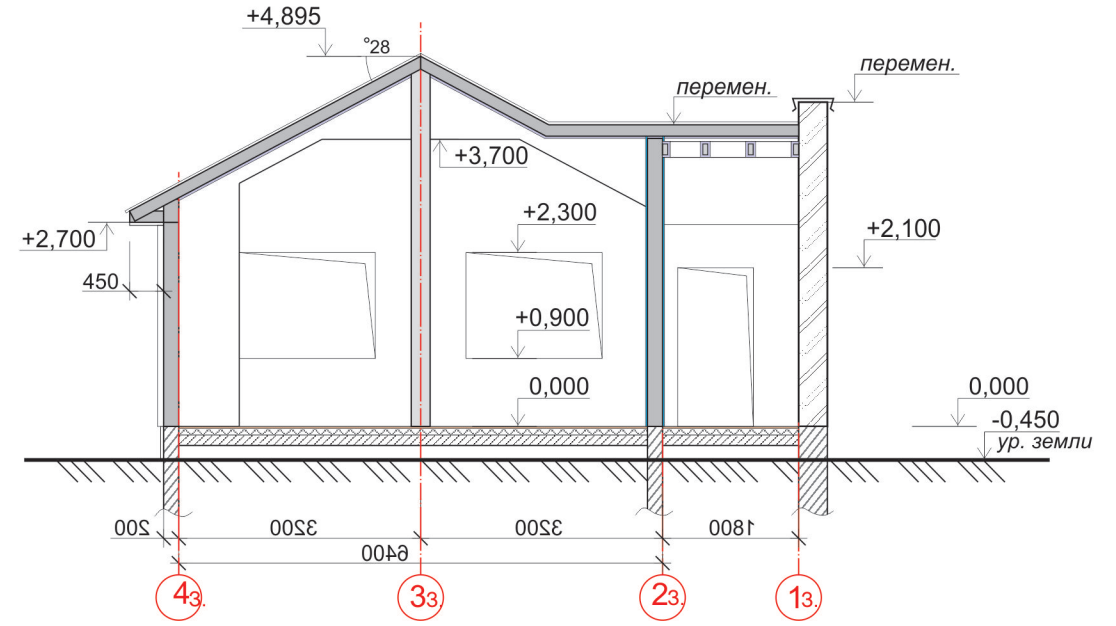 +4,895
°28
перемен.
перемен.
+3,700
+2,300
+2,700
+2,100
450
+0,900
0,000
0,000
-0,450
ур. земли
200
3200
3200
1800
6400
4з.
3з.
2з.
1з.